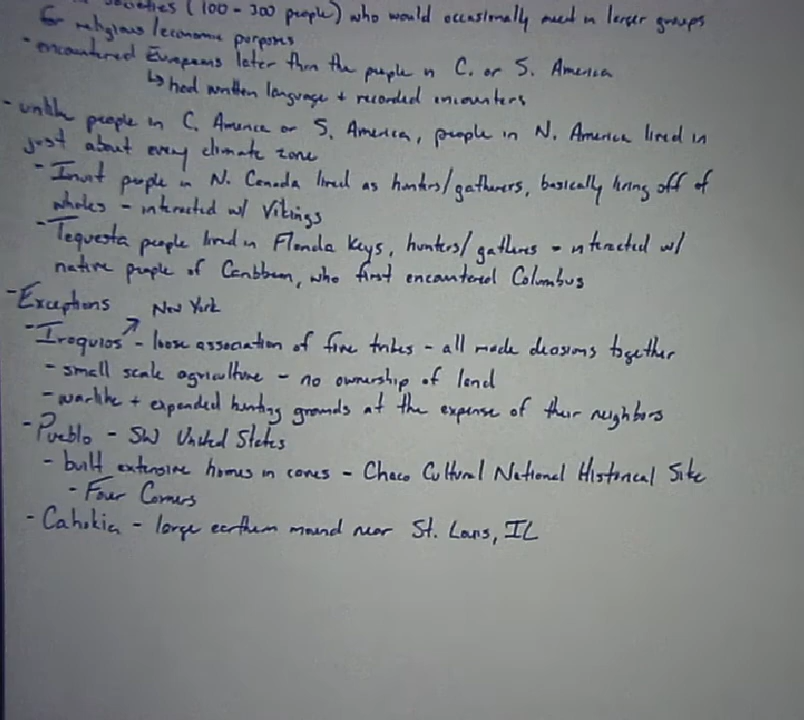 societies (100-300 people) who would occasionally meet in larger groups
for religious/economic purposes
- encountered Europeans later than the people in C. or S. America
↳ had written language + recorded encounters
- unlike people in C. America or S. America, people in N. America lived in
just about every climate zone
- Inuit people in N. Canada lived as hunters/gatherers, basically living off of
whales - interacted w/ Vikings
- Tequesta people lived in Florida Keys, hunters/gathers - interacted w/
native people of Caribbean, who first encountered Columbus
- Exceptions
New York
- Iroquios - loose association of five tribes - all made decisions together
- small scale agriculture - no ownership of land
- warlike + expanded hunting grounds at the expense of their neighbors
- Pueblo - SW United States
- built extensive homes in caves - Chaco Cultural National Historical Site
- Four Corners
- Cahokia - large earthen mound near St. Louis, IL